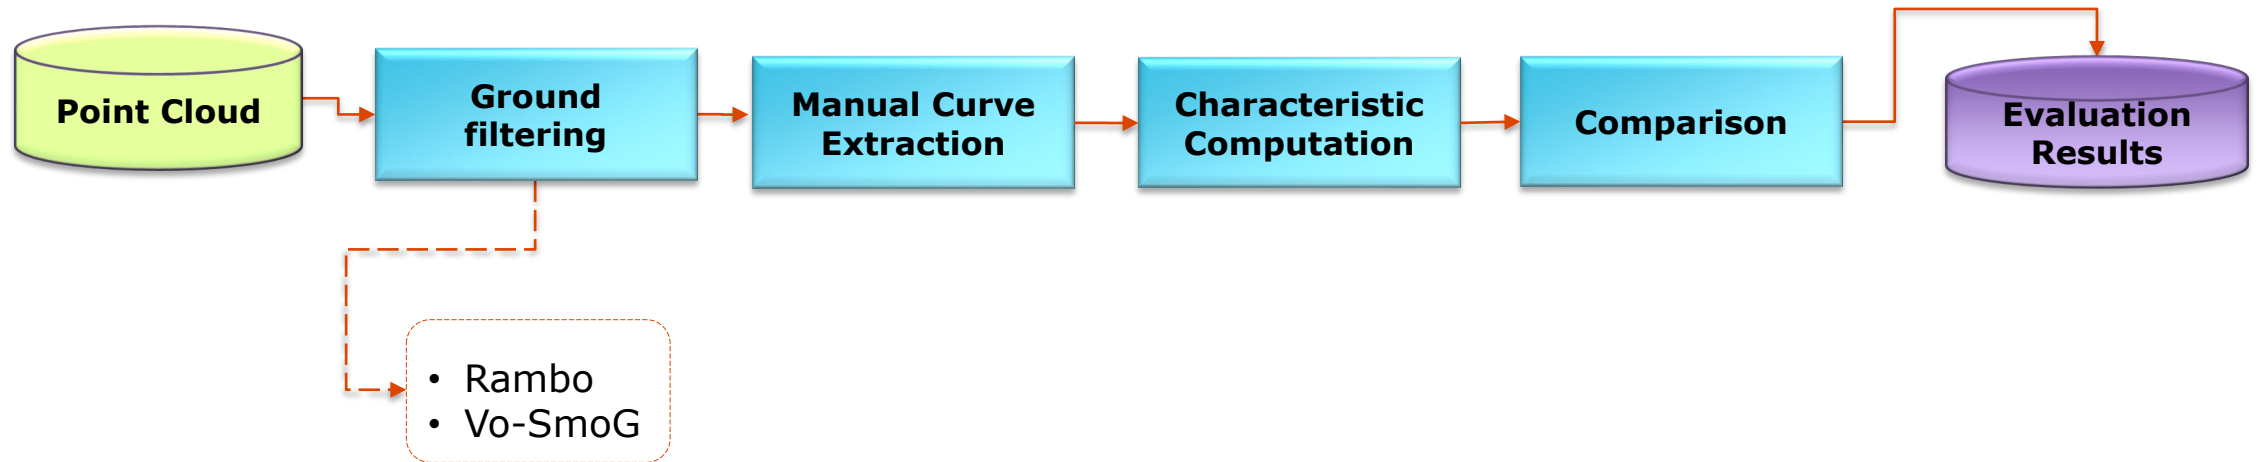 Point Cloud
Ground
filtering
Manual Curve
Extraction
Characteristic
Computation
Comparison
Evaluation
Results
• Rambo
• Vo-SmoG